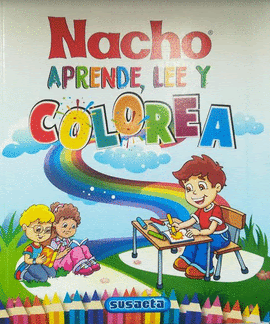 Nacho®
APRENDE, LEE Y
COLOREA
susaeta